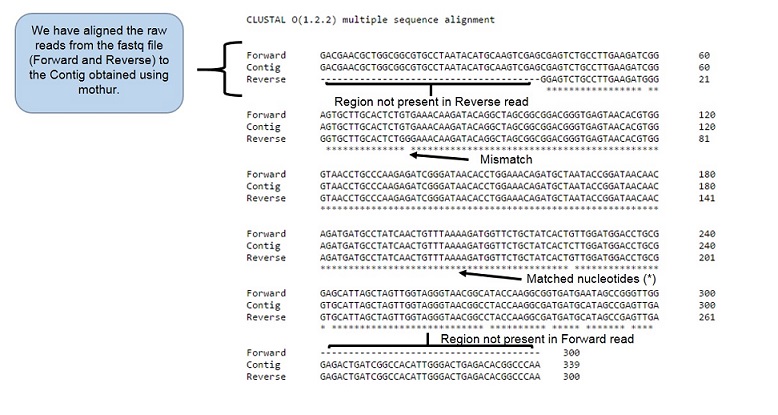 CLUSTAL O(1.2.2) multiple sequence alignment
We have aligned the raw
reads from the fastq file
(Forward and Reverse) to
the Contig obtained using
mothur.
Forward GACGAACGCTGGCGGCGTGCCTAATACATGCAAGTCGAGCGAGTCTGCCTTGAAGATCGG 60
Contig GACGAACGCTGGCGGCGTGCCTAATACATGCAAGTCGAGCGAGTCTGCCTTGAAGATCGG 60
Reverse ---------------------------------------GGAGTCTGCCTTGAAGATGGG 21
***************** **
Region not present in Reverse read
Forward AGTGCTTGCACTCTGTGAAACAAGATACAGGCTAGCGGCGGACGGGTGAGTAACACGTGG 120
Contig AGTGCTTGCACTCTGTGAAACAAGATACAGGCTAGCGGCGGACGGGTGAGTAACACGTGG 120
Reverse GGTGCTTGCACTCTGGGAAACAAGATACAGGCTAGCGGCGGACGGGTGAGTAACACGTGG 81
************** ********************************************
Mismatch
Forward GTAACCTGCCCAAGAGATCGGGATAACACCTGGAAACAGATGCTAATACCGGATAACAAC 180
Contig GTAACCTGCCCAAGAGATCGGGATAACACCTGGAAACAGATGCTAATACCGGATAACAAC 180
Reverse GTAACCTGCCCAAGAGATCGGGATAACACCTGGAAACAGATGCTAATACCGGATAACAAC 141
************************************************************
Forward AGATGATGCCTATCAACTGTTTAAAAGATGGTTCTGCTATCACTGTTGGATGGACCTGCG 240
Contig AGATGATGCCTATCAACTGTTTAAAAGATGGTTCTGCTATCACTCTTGGATGGACCTGCG 240
Reverse AGATGATGCCTATCAACTGTTTAAAAGATGGTTCTGCTATCACTCTTGGATGGACCTGCG 201
******************************************** ***************
Matched nucleotides (*)
Forward GAGCATTAGCTAGTTGGTAGGGTAACGGCATACCAAGGCGGTGATGAATAGCCGGGTTGG 300
Contig GTGCATTAGCTAGTTGGTAGGGTAACGGCCTACCAAGGCGATGATGCATAGCCGAGTTGA 300
Reverse GTGCATTAGCTAGTTGGTAGGGTAACGGCCTACCAAGGCGATGATGCATAGCCGAGTTGA 261
* *************************** ********** ***** ******* ****
Region not present in Forward read
Forward --------------------------------------- 300
Contig GAGACTGATCGGCCACATTGGGACTGAGACACGGCCCAA 339
Reverse GAGACTGATCGGCCACATTGGGACTGAGACACGGCCCAA 300